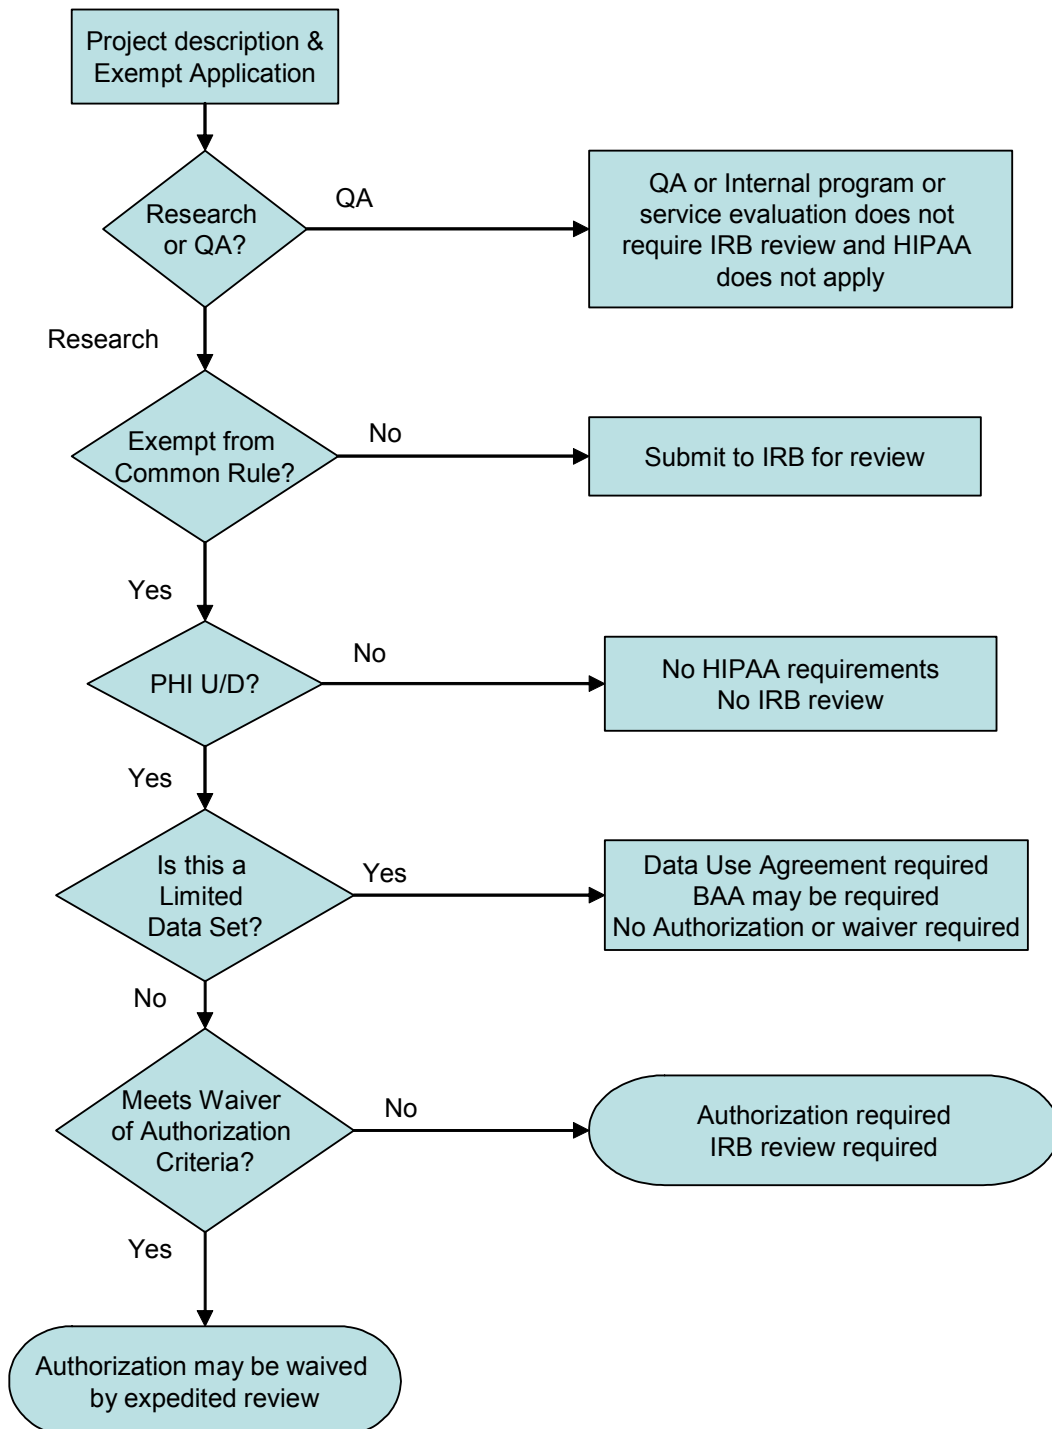 Project description &
Exempt Application
Research
or QA?
QA
QA or Internal program or
service evaluation does not
require IRB review and HIPAA
does not apply
Research
Exempt from
Common Rule?
No
Submit to IRB for review
Yes
PHI U/D?
No
No HIPAA requirements
No IRB review
Yes
Is this a
Limited
Data Set?
Yes
Data Use Agreement required
BAA may be required
No Authorization or waiver required
No
Meets Waiver
of Authorization
Criteria?
No
Authorization required
IRB review required
Yes
Authorization may be waived
by expedited review